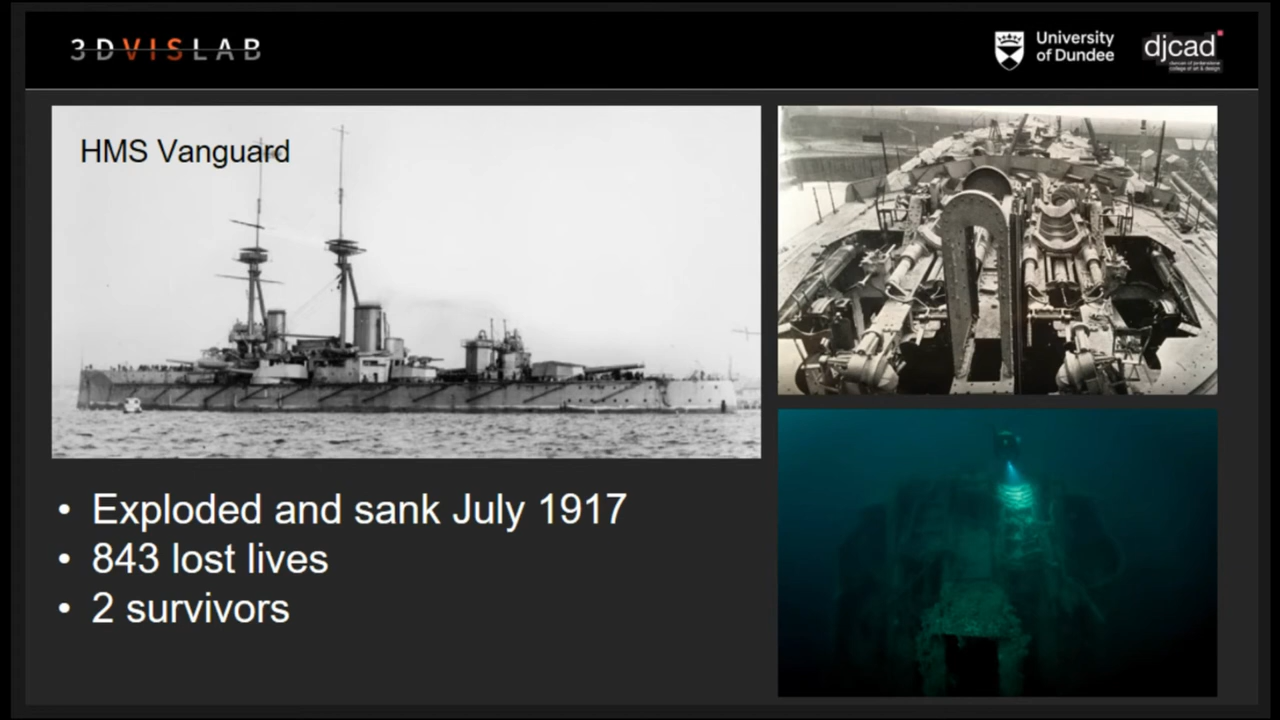 3DVISLAB
University
of Dundee
djcad
HMS Vanguard
• Exploded and sank July 1917
• 843 lost lives
• 2 survivors